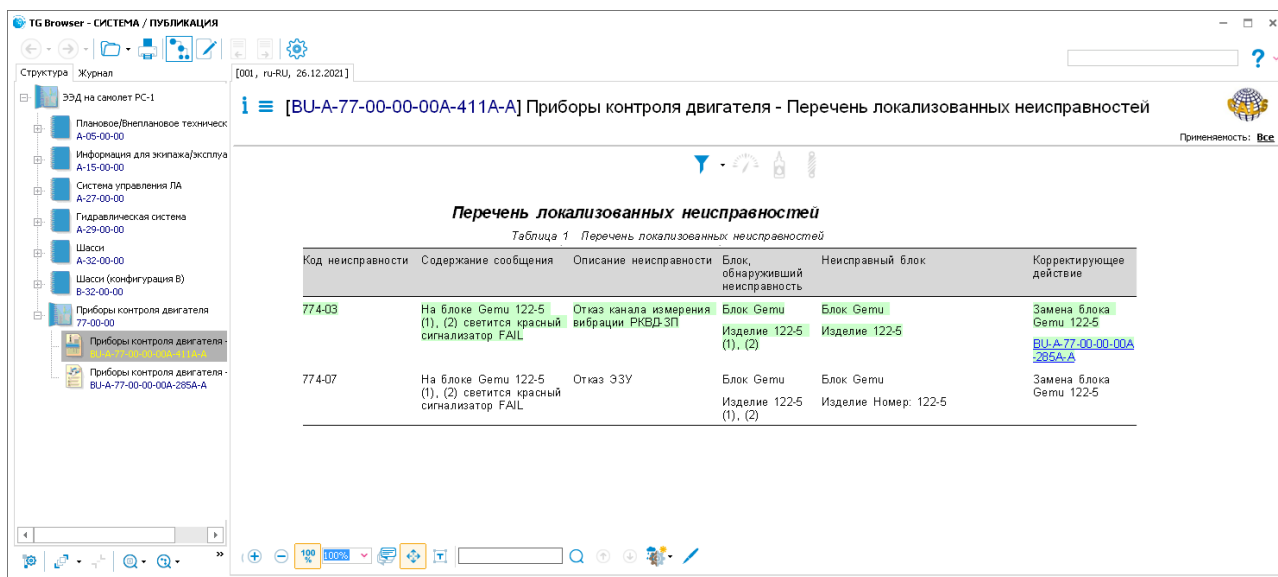 TG Browser - СИСТЕМА / ПУБЛИКАЦИЯ
Структура Журнал
[001, ru-RU, 26.12.2021]
ЭЭД на самолет РС-1
Плановое/Внеплановое техническ
А-05-00-00
Информация для экипажа/эксплуа
А-15-00-00
Система управления ЛА
А-27-00-00
Гидравлическая система
А-29-00-00
Шасси
А-32-00-00
Шасси (конфигурация В)
В-32-00-00
Приборы контроля двигателя
77-00-00
Приборы контроля двигателя -
BU-A-77-00-00-00A-411A-A
Приборы контроля двигателя -
BU-A-77-00-00-00A-285A-A
[BU-A-77-00-00-00A-411A-A] Приборы контроля двигателя - Перечень локализованных неисправностей
Применяемость: Все
Перечень локализованных неисправностей
Таблица 1 Перечень локализованных неисправностей
Код неисправности Содержание сообщения Описание неисправности Блок, Неисправный блок Корректирующее
обнаруживший действие
неисправность
774-03 На блоке Gemu 122-5 Отказ канала измерения Блок Gemu Блок Gemu Замена блока
(1), (2) светится красный вибрации РКВД-3П Изделие 122-5 Изделие 122-5 Gemu 122-5
сигнализатор FAIL (1), (2) BU-A-77-00-00-00A
-285A-A
774-07 На блоке Gemu 122-5 Отказ ЭЗУ Блок Gemu Блок Gemu Замена блока
(1), (2) светится красный Изделие 122-5 Изделие Номер: 122-5 Gemu 122-5
сигнализатор FAIL (1), (2)
100 % 100%